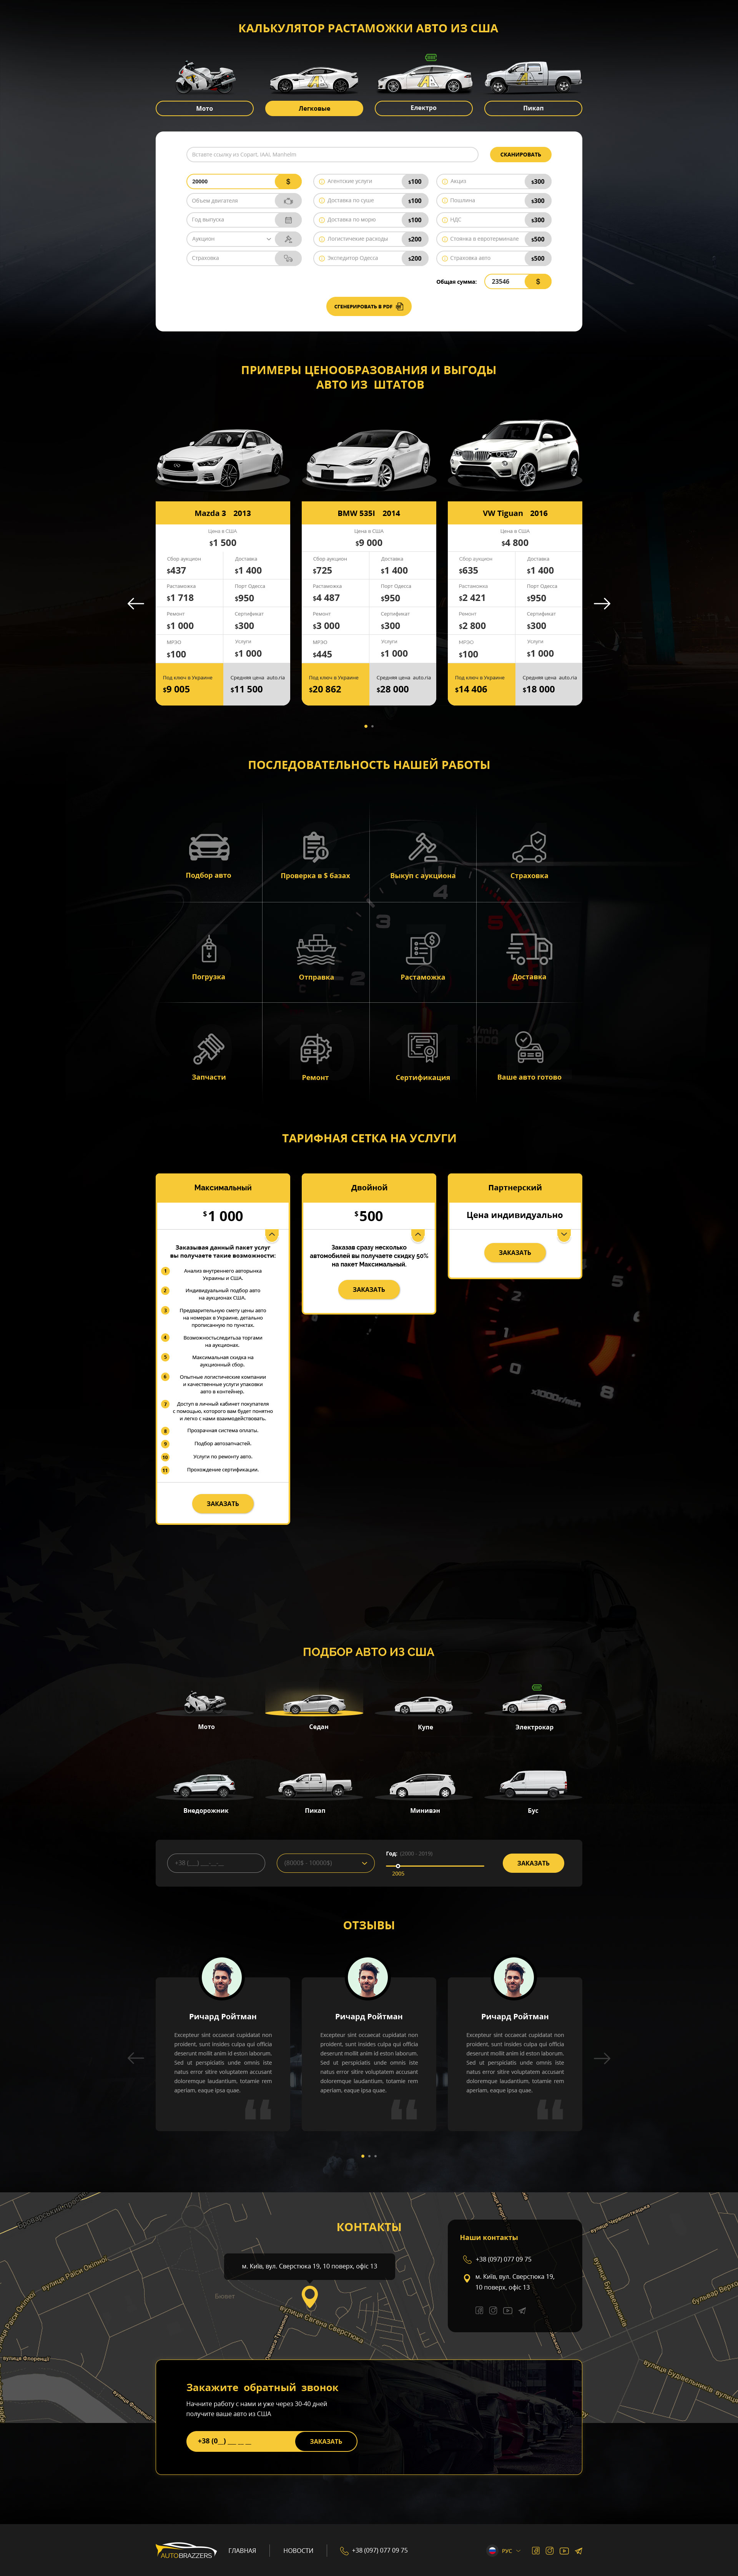 КАЛЬКУЛЯТОР РАСТАМОЖКИ АВТО ИЗ США
Мото
Легковые
Електро
Пикап
Вставте ссылку из Copart, IAAI, Manheim
СКАНИРОВАТЬ
20000 $
Агентские услуги $100
Акциз $300
Объем двигателя
Доставка по суше $100
Пошлина $300
Год выпуска
Доставка по морю $100
НДС $300
Аукцион
Логистичекие расходы $200
Стоянка в евротерминале $500
Страховка
Экспедитор Одесса $200
Страховка авто $500
Общая сумма: 23546 $
СГЕНЕРИРОВАТЬ В PDF
ПРИМЕРЫ ЦЕНООБРАЗОВАНИЯ И ВЫГОДЫ
АВТО ИЗ ШТАТОВ
Mazda 3 2013
Цена в США
$1 500
Сбор аукцион Доставка
$437 $1 400
Растаможка Порт Одесса
$1 718 $950
Ремонт Сертификат
$1 000 $300
МРЭО Услуги
$100 $1 000
Под ключ в Украине Средняя цена auto.ria
$9 005 $11 500
BMW 535I 2014
Цена в США
$9 000
Сбор аукцион Доставка
$725 $1 400
Растаможка Порт Одесса
$4 487 $950
Ремонт Сертификат
$3 000 $300
МРЭО Услуги
$445 $1 000
Под ключ в Украине Средняя цена auto.ria
$20 862 $28 000
VW Tiguan 2016
Цена в США
$4 800
Сбор аукцион Доставка
$635 $1 400
Растаможка Порт Одесса
$2 421 $950
Ремонт Сертификат
$2 800 $300
МРЭО Услуги
$100 $1 000
Под ключ в Украине Средняя цена auto.ria
$14 406 $18 000
ПОСЛЕДОВАТЕЛЬНОСТЬ НАШЕЙ РАБОТЫ
Подбор авто
Проверка в $ базах
Выкуп с аукциона
Страховка
Погрузка
Отправка
Растаможка
Доставка
Запчасти
Ремонт
Сертификация
Ваше авто готово
ТАРИФНАЯ СЕТКА НА УСЛУГИ
Максимальный
$1 000
Заказывая данный пакет услуг
вы получаете такие возможности:
1 Анализ внутреннего авторынка
Украины и США.
2 Индивидуальный подбор авто
на аукционах США.
3 Предварительную смету цены авто
на номерах в Украине, детально
прописанную по пунктах.
4 Возможностьследитьза торгами
на аукционах.
5 Максимальная скидка на
аукционный сбор.
6 Опытные логистические компании
и качественные услуги упаковки
авто в контейнер.
7 Доступ в личный кабинет покупателя
с помощью, которого вам будет понятно
и легко с нами взаимодействовать.
8 Прозрачная система оплаты.
9 Подбор автозапчастей.
10 Услуги по ремонту авто.
11 Прохождение сертификации.
ЗАКАЗАТЬ
Двойной
$500
Заказав сразу несколько
автомобилей вы получаете скидку 50%
на пакет Максимальный.
ЗАКАЗАТЬ
Партнерский
Цена индивидуально
ЗАКАЗАТЬ
ПОДБОР АВТО ИЗ США
Мото
Седан
Купе
Электрокар
Внедорожник
Пикап
Минивэн
Бус
+38 (___) ___-__-__
(8000$ - 10000$)
Год: (2000 - 2019)
2005
ЗАКАЗАТЬ
ОТЗЫВЫ
Ричард Ройтман
Excepteur sint occaecat cupidatat non
proident, sunt insides culpa qui officia
deserunt mollit anim id eston laborum.
Sed ut perspiciatis unde omnis iste
natus error sitire voluptatem accusant
doloremque laudantium, totamie rem
aperiam, eaque ipsa quae.
Ричард Ройтман
Excepteur sint occaecat cupidatat non
proident, sunt insides culpa qui officia
deserunt mollit anim id eston laborum.
Sed ut perspiciatis unde omnis iste
natus error sitire voluptatem accusant
doloremque laudantium, totamie rem
aperiam, eaque ipsa quae.
Ричард Ройтман
Excepteur sint occaecat cupidatat non
proident, sunt insides culpa qui officia
deserunt mollit anim id eston laborum.
Sed ut perspiciatis unde omnis iste
natus error sitire voluptatem accusant
doloremque laudantium, totamie rem
aperiam, eaque ipsa quae.
КОНТАКТЫ
м. Київ, вул. Сверстюка 19, 10 поверх, офіс 13
Наши контакты
+38 (097) 077 09 75
м. Київ, вул. Сверстюка 19,
10 поверх, офіс 13
вулиця Раїси Окіпної
вулиця Євгена Сверстюка
вулиця Флоренції
вулиця Будівельників
вулиця Червоноткацька
Бювет
Закажите обратный звонок
Начните работу с нами и уже через 30-40 дней
получите ваше авто из США
+38 (0__) ___ __ __
ЗАКАЗАТЬ
AUTOBRAZZERS
ГЛАВНАЯ
НОВОСТИ
+38 (097) 077 09 75
РУС